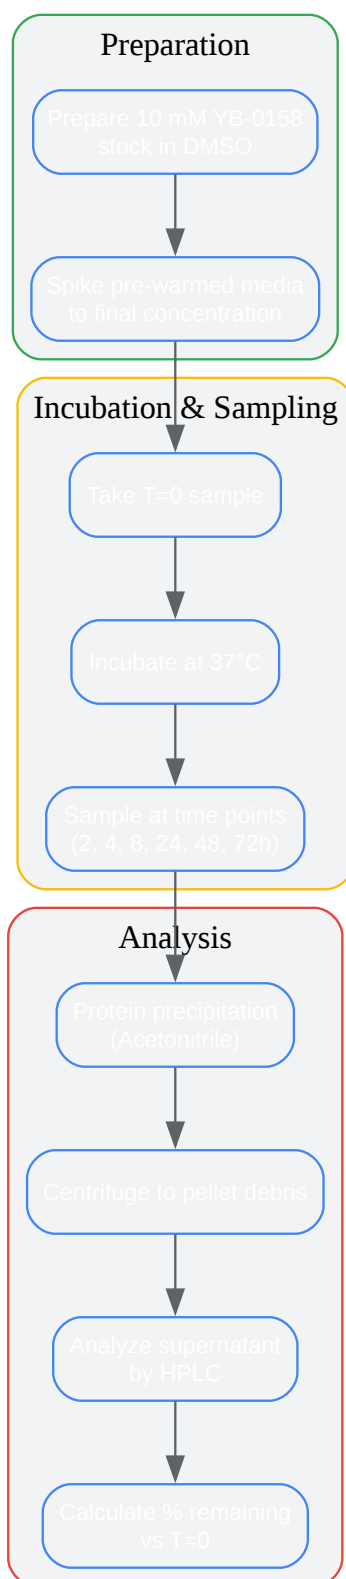 Preparation
Prepare 10 mM YB-0158
stock in DMSO
Spike pre-warmed media
to final concentration
Incubation & Sampling
Take T=0 sample
Incubate at 37°C
Sample at time points
(2, 4, 8, 24, 48, 72h)
Analysis
Protein precipitation
(Acetonitrile)
Centrifuge to pellet debris
Analyze supernatant
by HPLC
Calculate % remaining
vs T=0